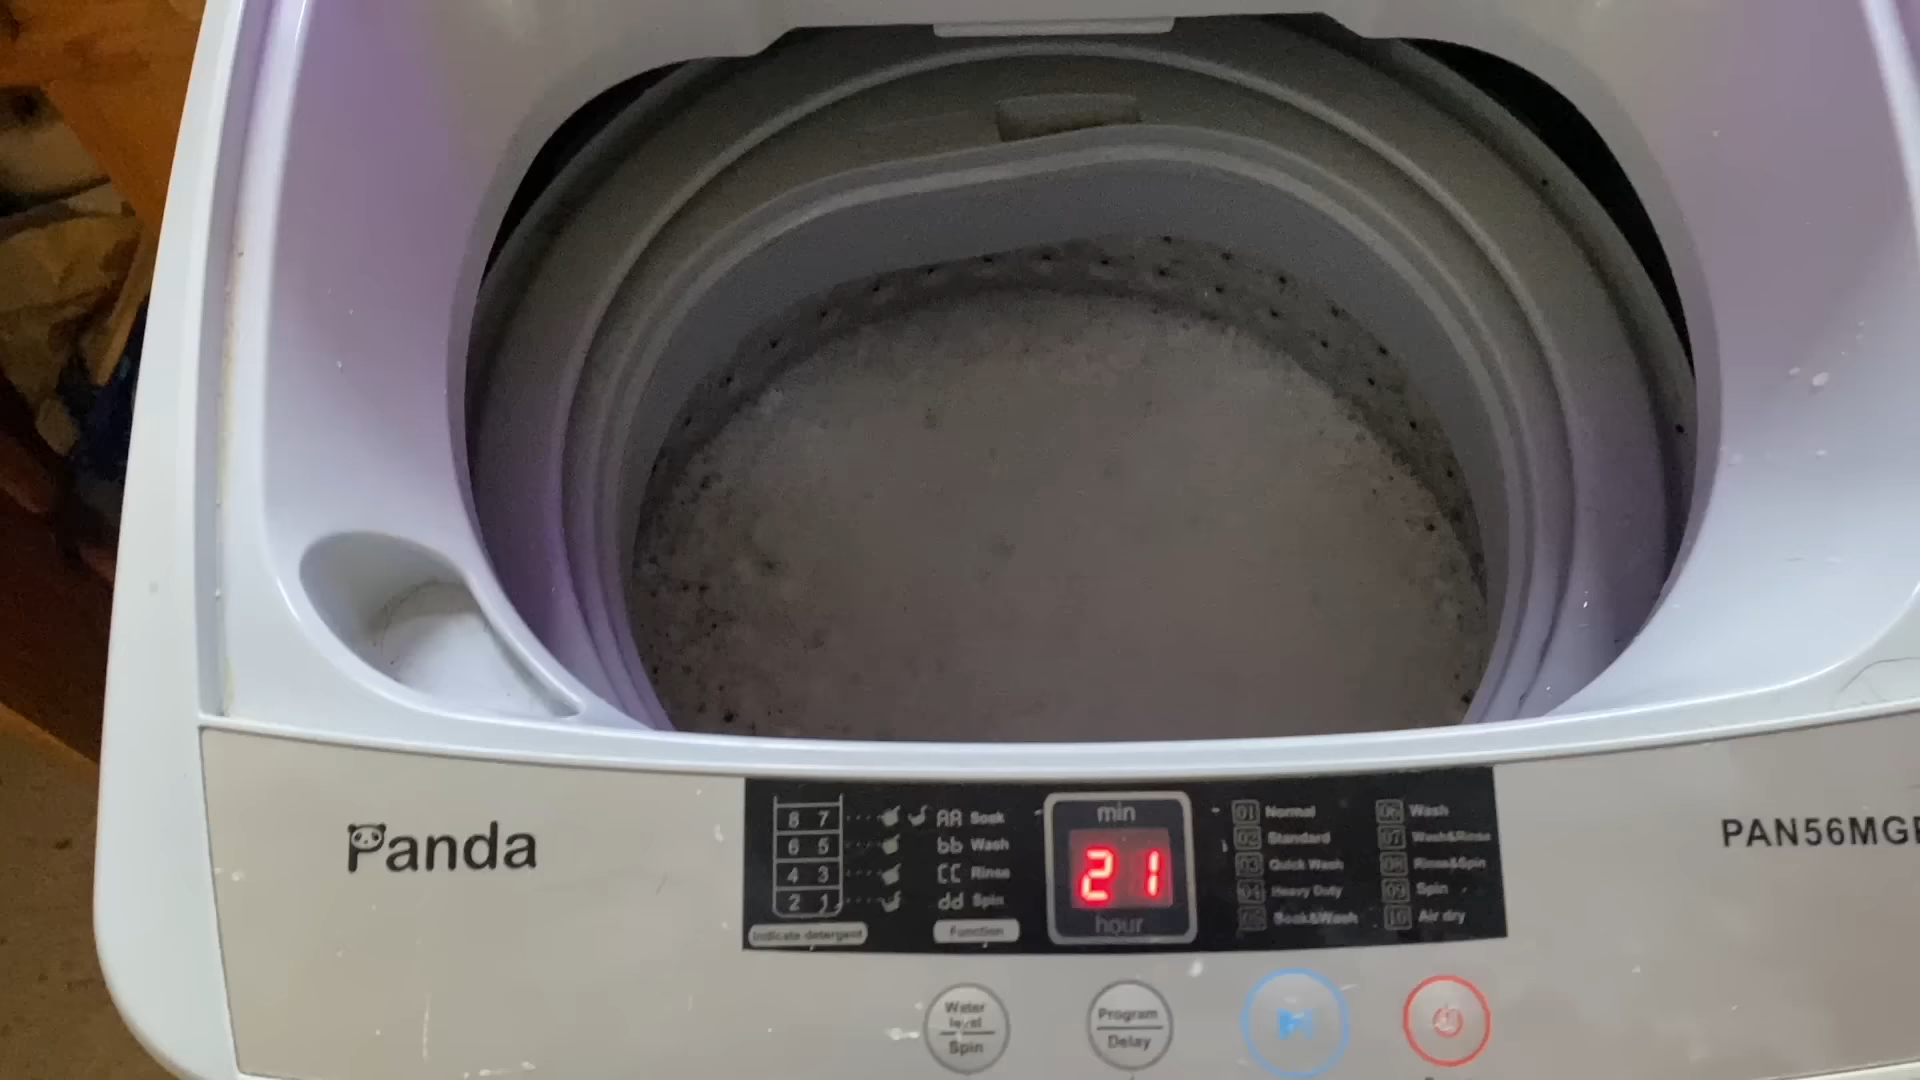 Panda
8 7
6 5
4 3
2 1
Indicate detergent
AA Soak
bb Wash
CC Rinse
dd Spin
Function
min
21
hour
01 Normal
02 Standard
03 Quick Wash
04 Heavy Duty
05 Soak&Wash
06 Wash
07 Wash&Rinse
08 Rinse&Spin
09 Spin
10 Air dry
PAN56MG
Water
level
Spin
Program
Delay